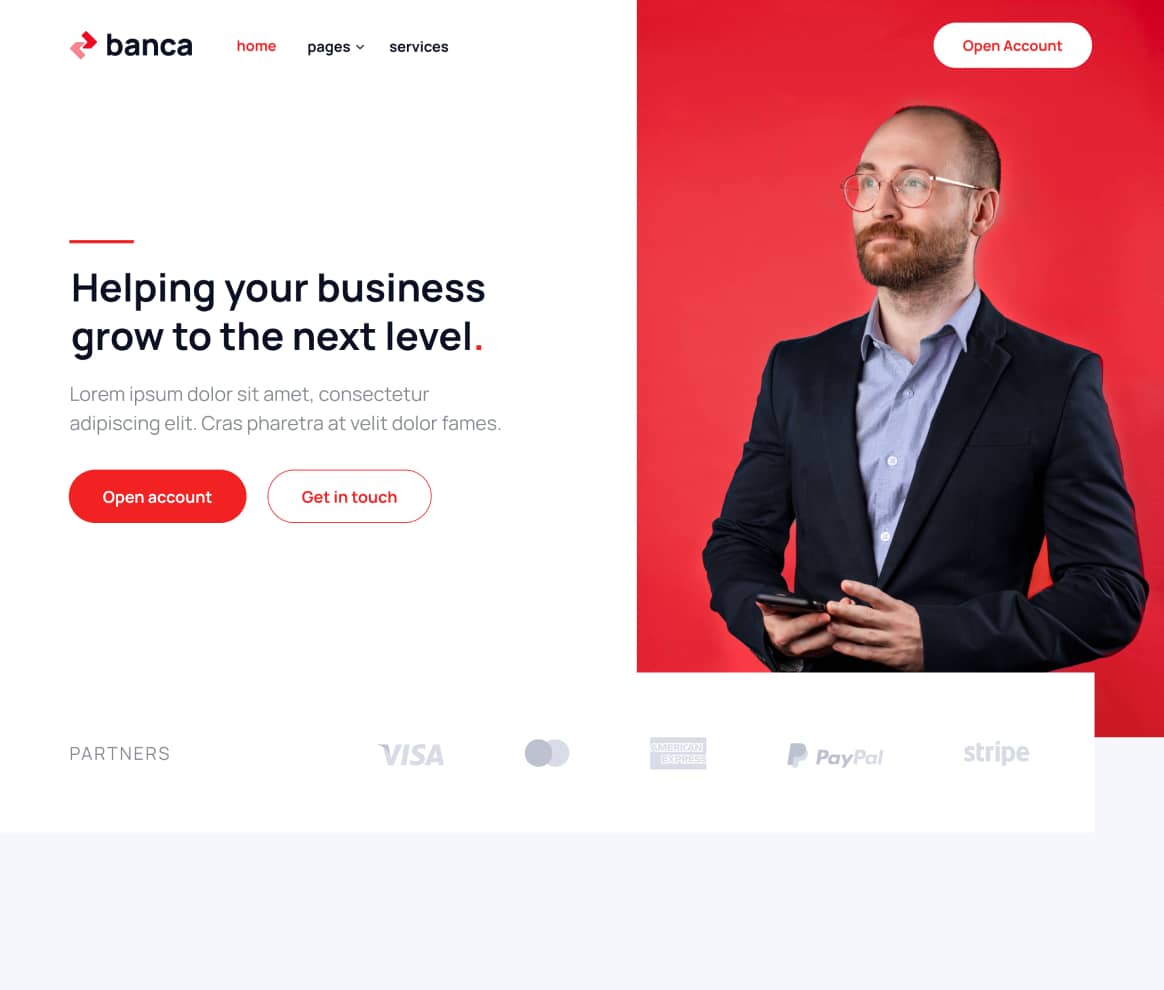 banca
home
pages
services
Open Account
Helping your business
grow to the next level.
Lorem ipsum dolor sit amet, consectetur
adipiscing elit. Cras pharetra at velit dolor fames.
Open account
Get in touch
PARTNERS
VISA
AMERICAN
EXPRESS
PayPal
stripe